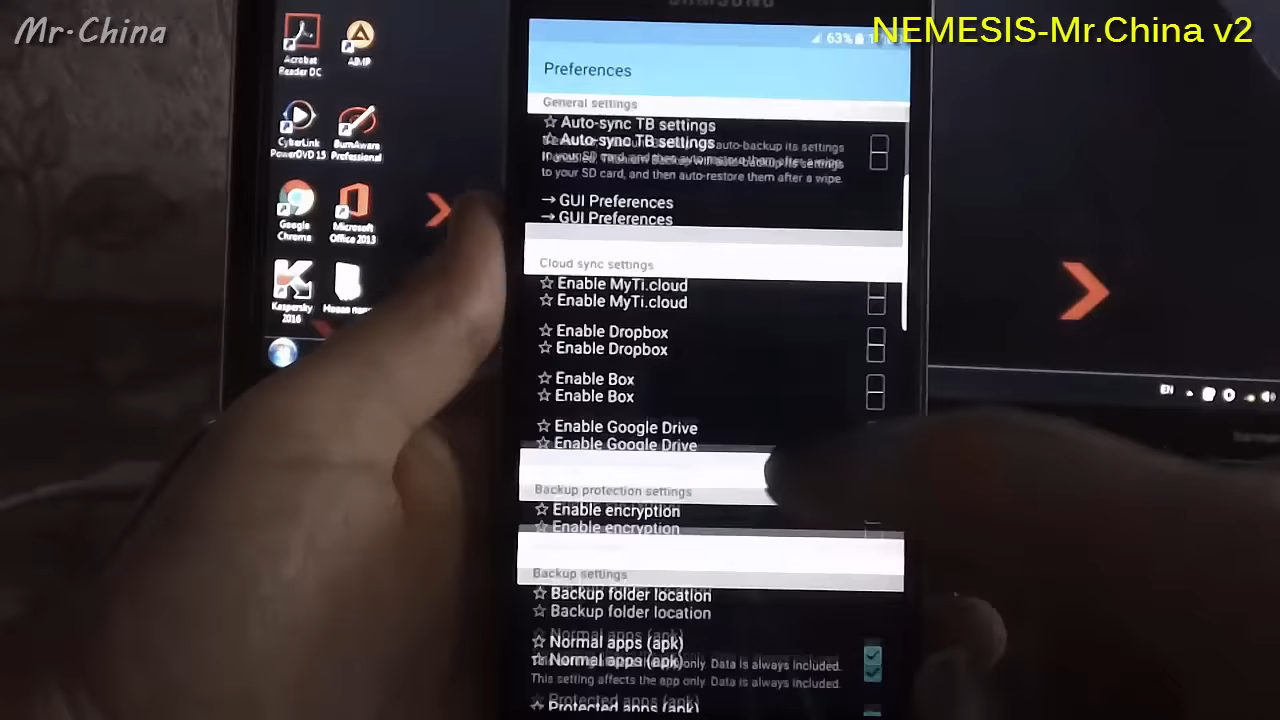 Mr.China
NEMESIS-Mr.China v2
SAMSUNG
63%
Preferences
General settings
☆ Auto-sync TB settings
☆ Auto-sync TB settings
to your SD card, and then auto-restore them after a wipe.
→ GUI Preferences
→ GUI Preferences
Cloud sync settings
☆ Enable MyTi.cloud
☆ Enable MyTi.cloud
☆ Enable Dropbox
☆ Enable Dropbox
☆ Enable Box
☆ Enable Box
☆ Enable Google Drive
☆ Enable Google Drive
Backup protection settings
☆ Enable encryption
☆ Enable encryption
Backup settings
☆ Backup folder location
☆ Backup folder location
☆ Normal apps (apk)
☆ Normal apps (apk)
This setting affects the app only. Data is always included.
☆ Protected apps (apk)
Acrobat
Reader DC
CyberLink
PowerDVD 15
BurnAware
Professional
Google
Chrome
Microsoft
Office 2013
Kaspersky
2016
EN